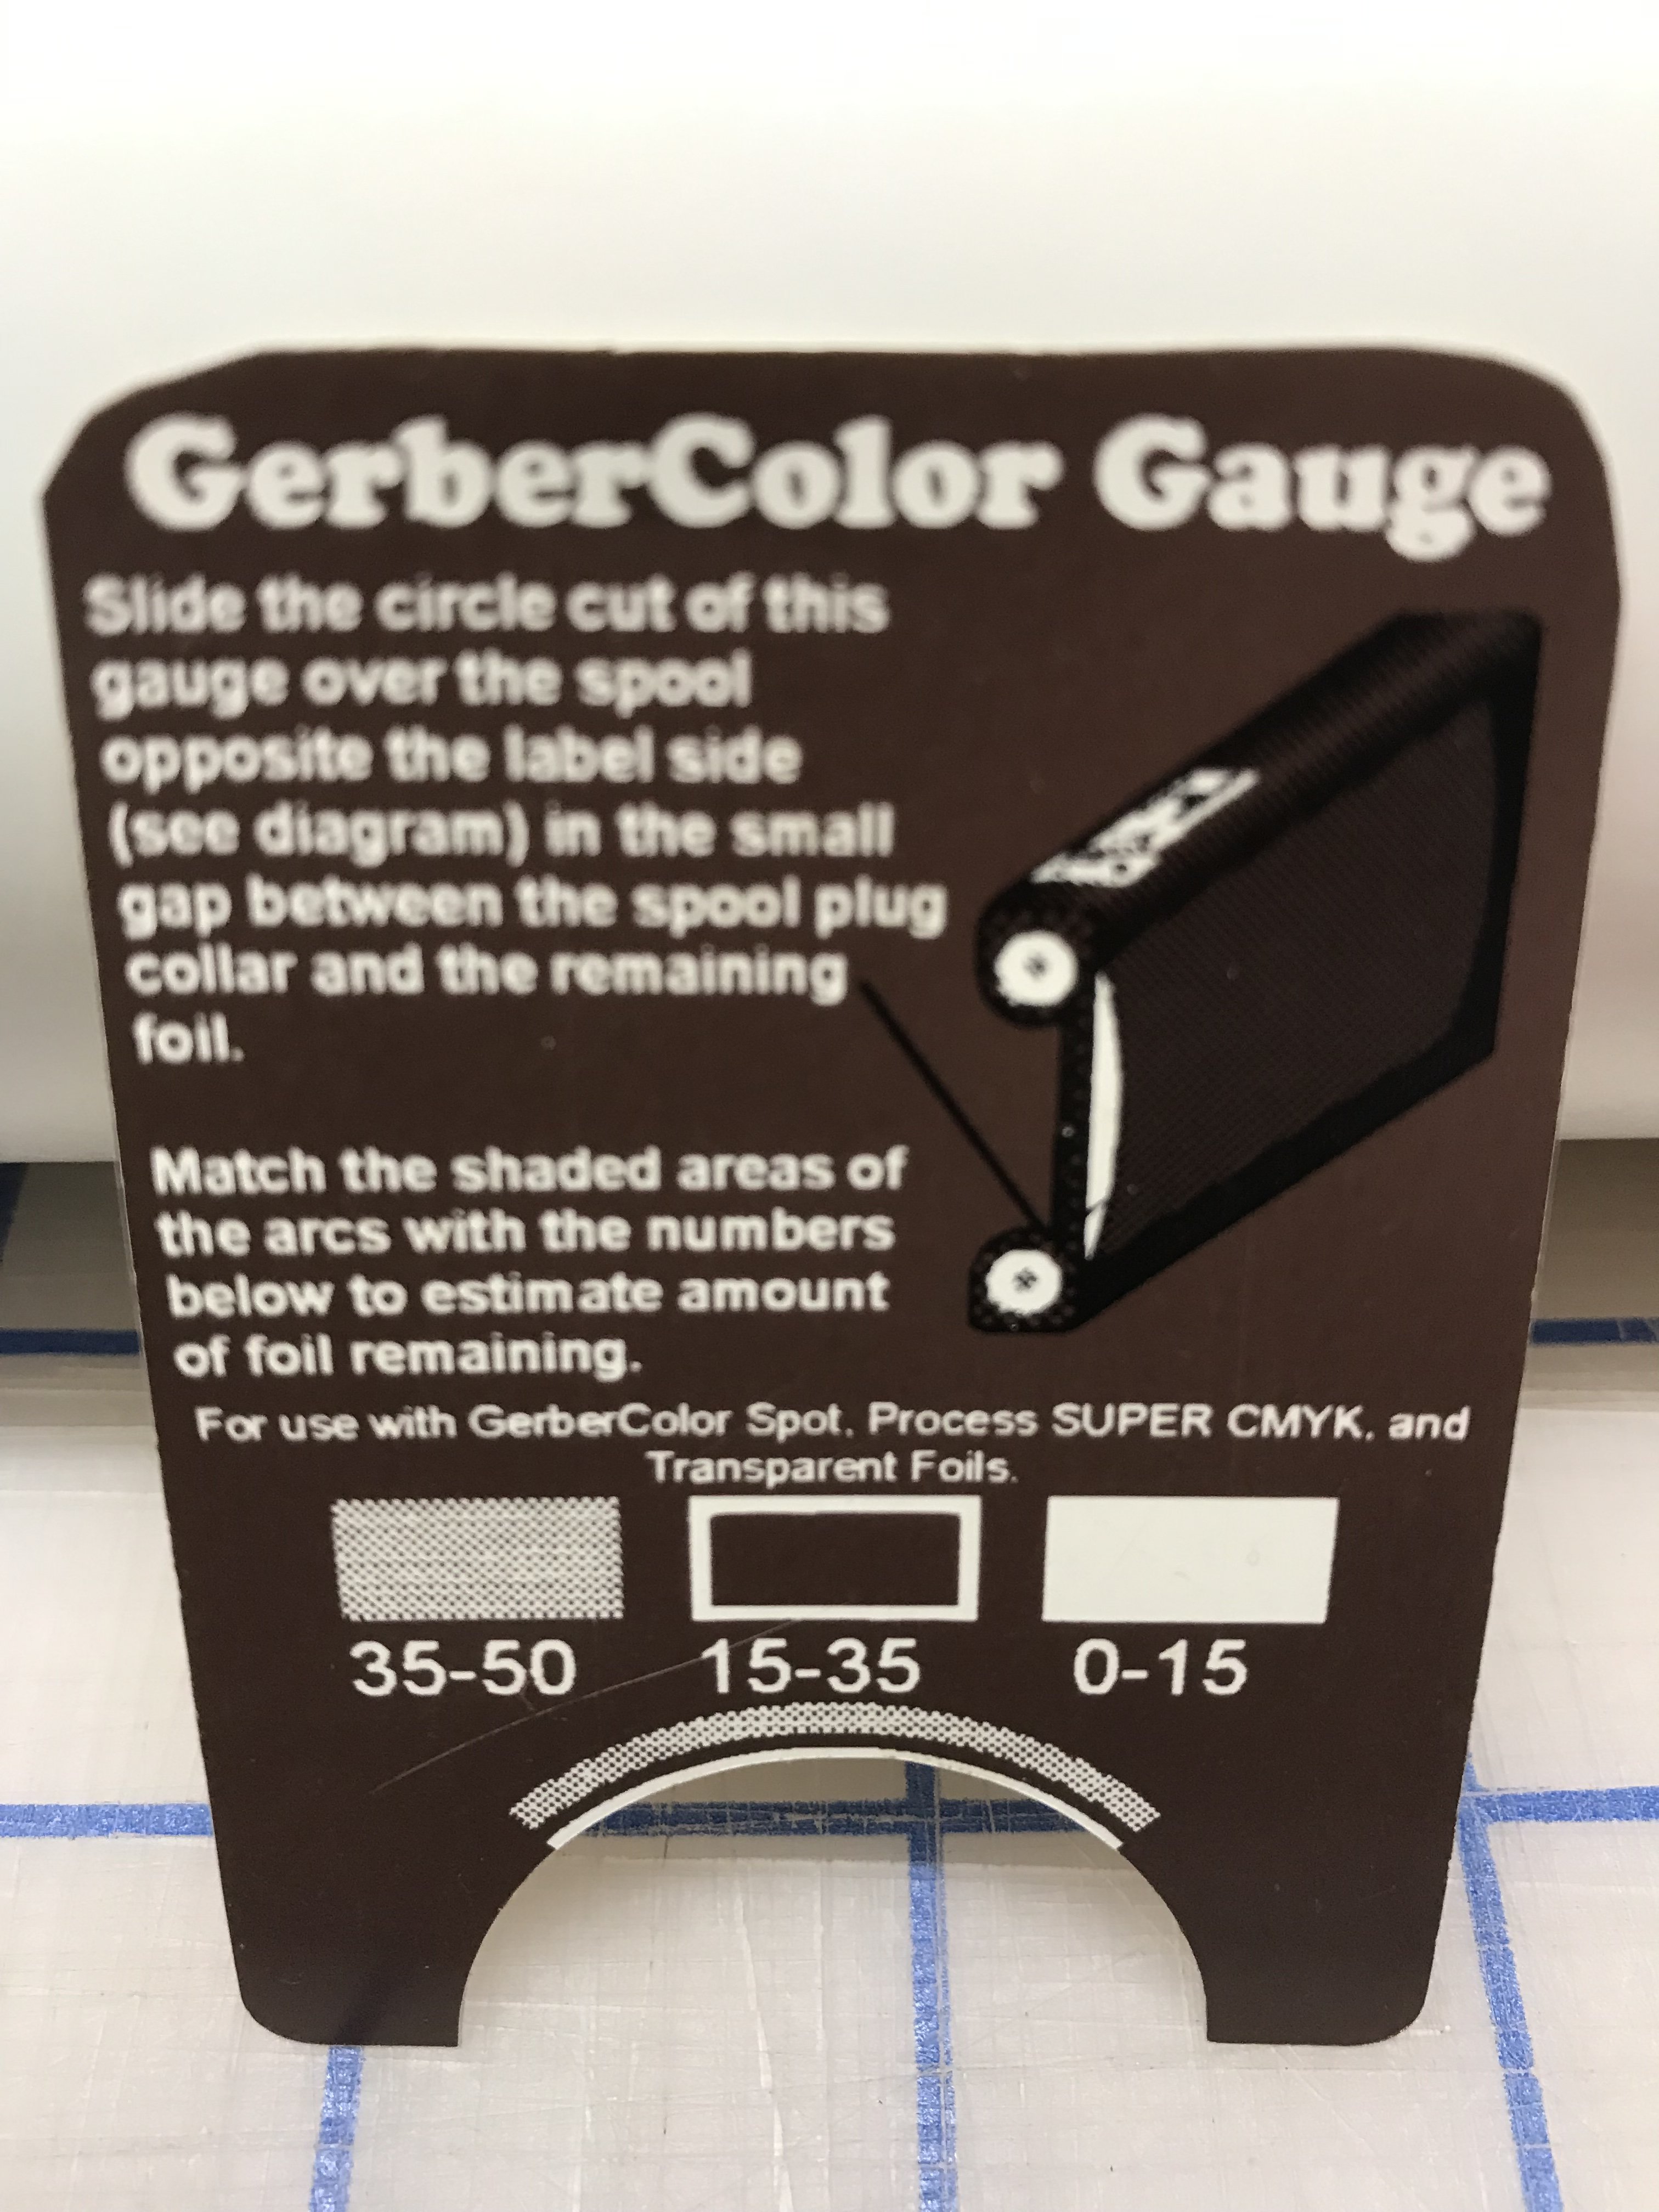 GerberColor Gauge
Slide the circle cut of this
gauge over the spool
opposite the label side
(see diagram) in the small
gap between the spool plug
collar and the remaining
foil.
Match the shaded areas of
the arcs with the numbers
below to estimate amount
of foil remaining.
For use with GerberColor Spot, Process SUPER CMYK, and
Transparent Foils.
35-50 15-35 0-15